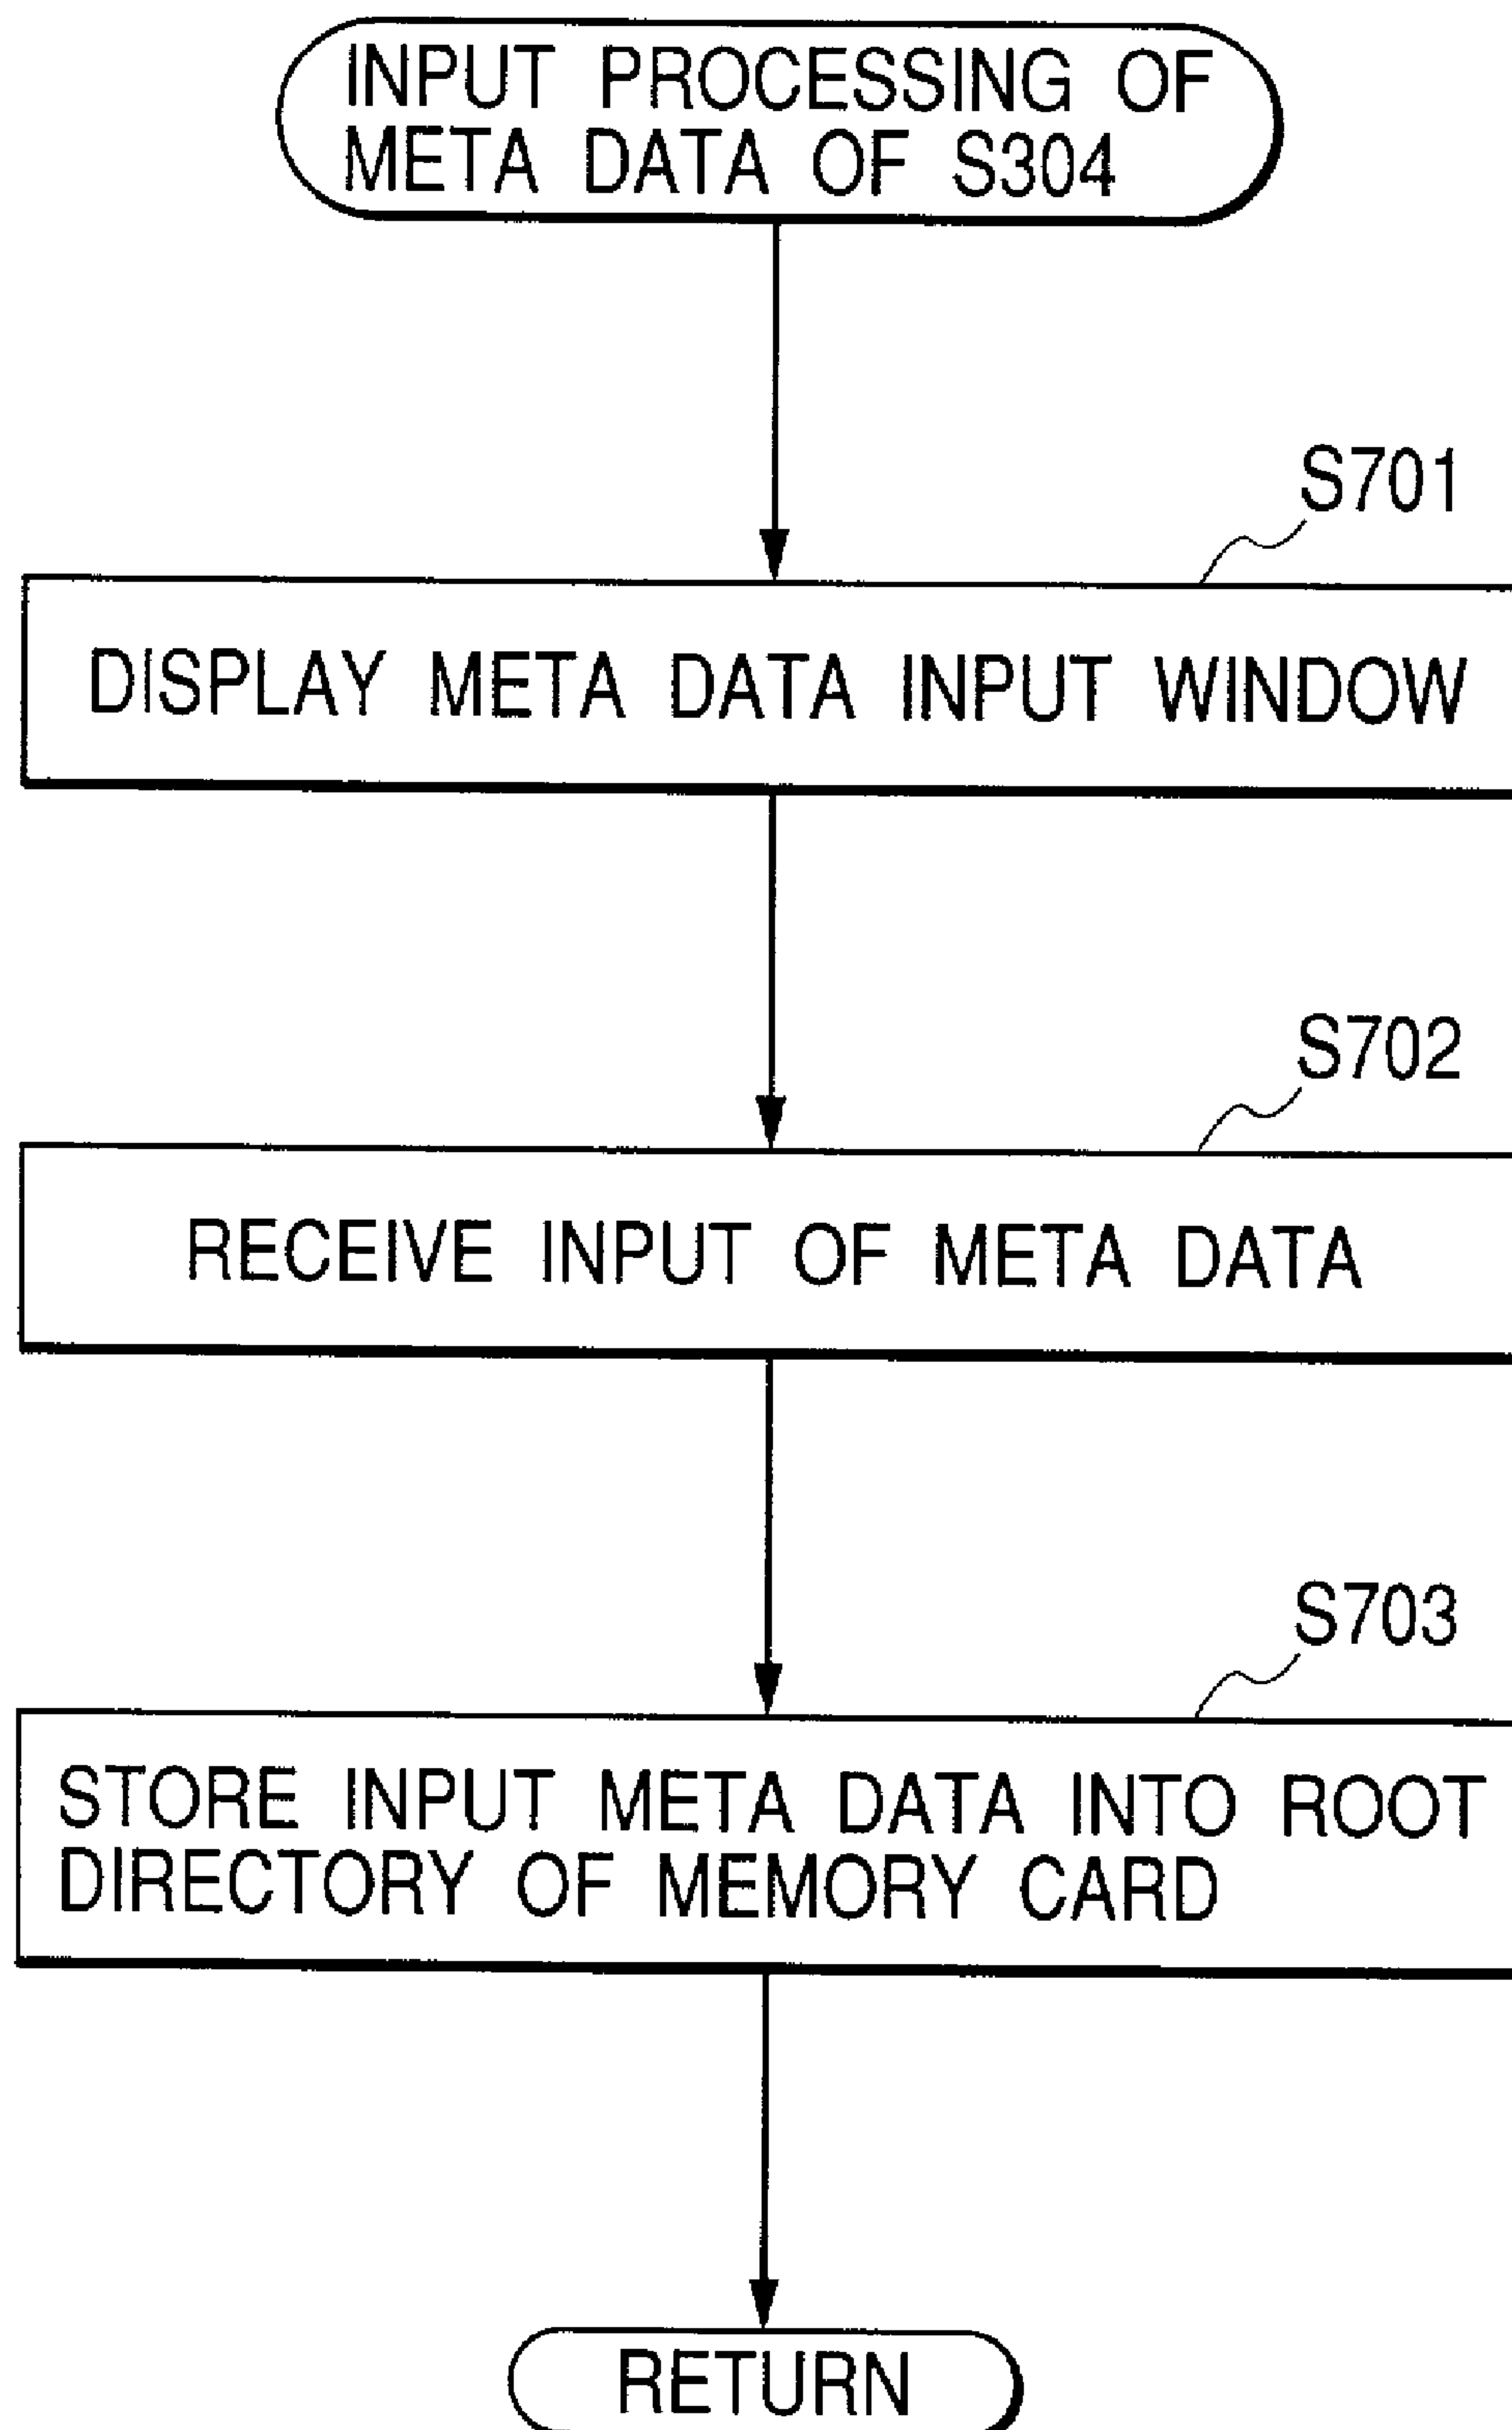 INPUT PROCESSING OF
META DATA OF S304
S701
DISPLAY META DATA INPUT WINDOW
S702
RECEIVE INPUT OF META DATA
S703
STORE INPUT META DATA INTO ROOT
DIRECTORY OF MEMORY CARD
RETURN